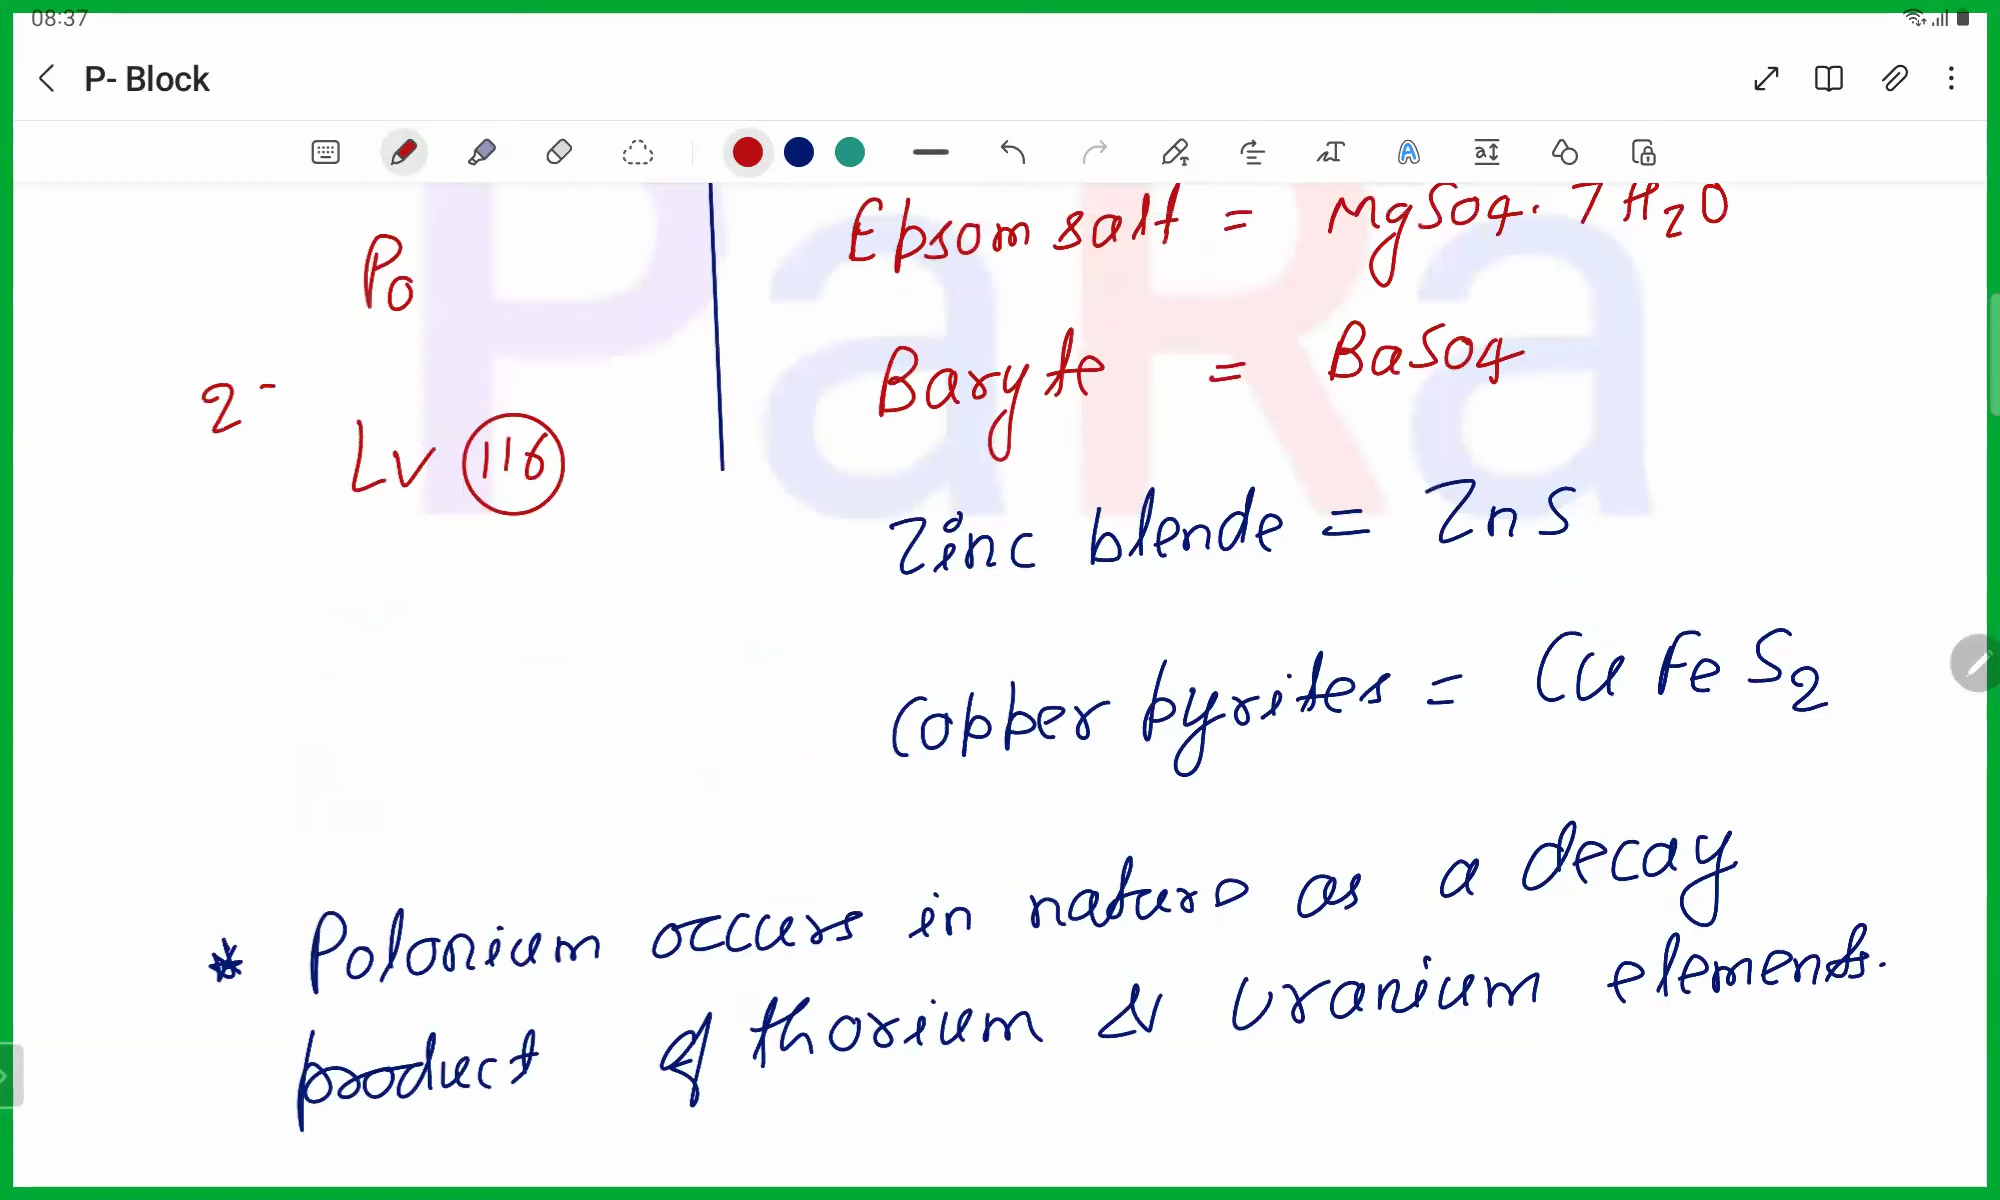 08:37
P- Block
PaRa
Po
2-
Lv 116
Epsom salt = MgSO4. 7H2O
Baryte = BaSO4
Zinc blende = ZnS
Copper pyrites = CuFeS2
* Polonium occurs in nature as a decay
product of thorium & uranium elements.